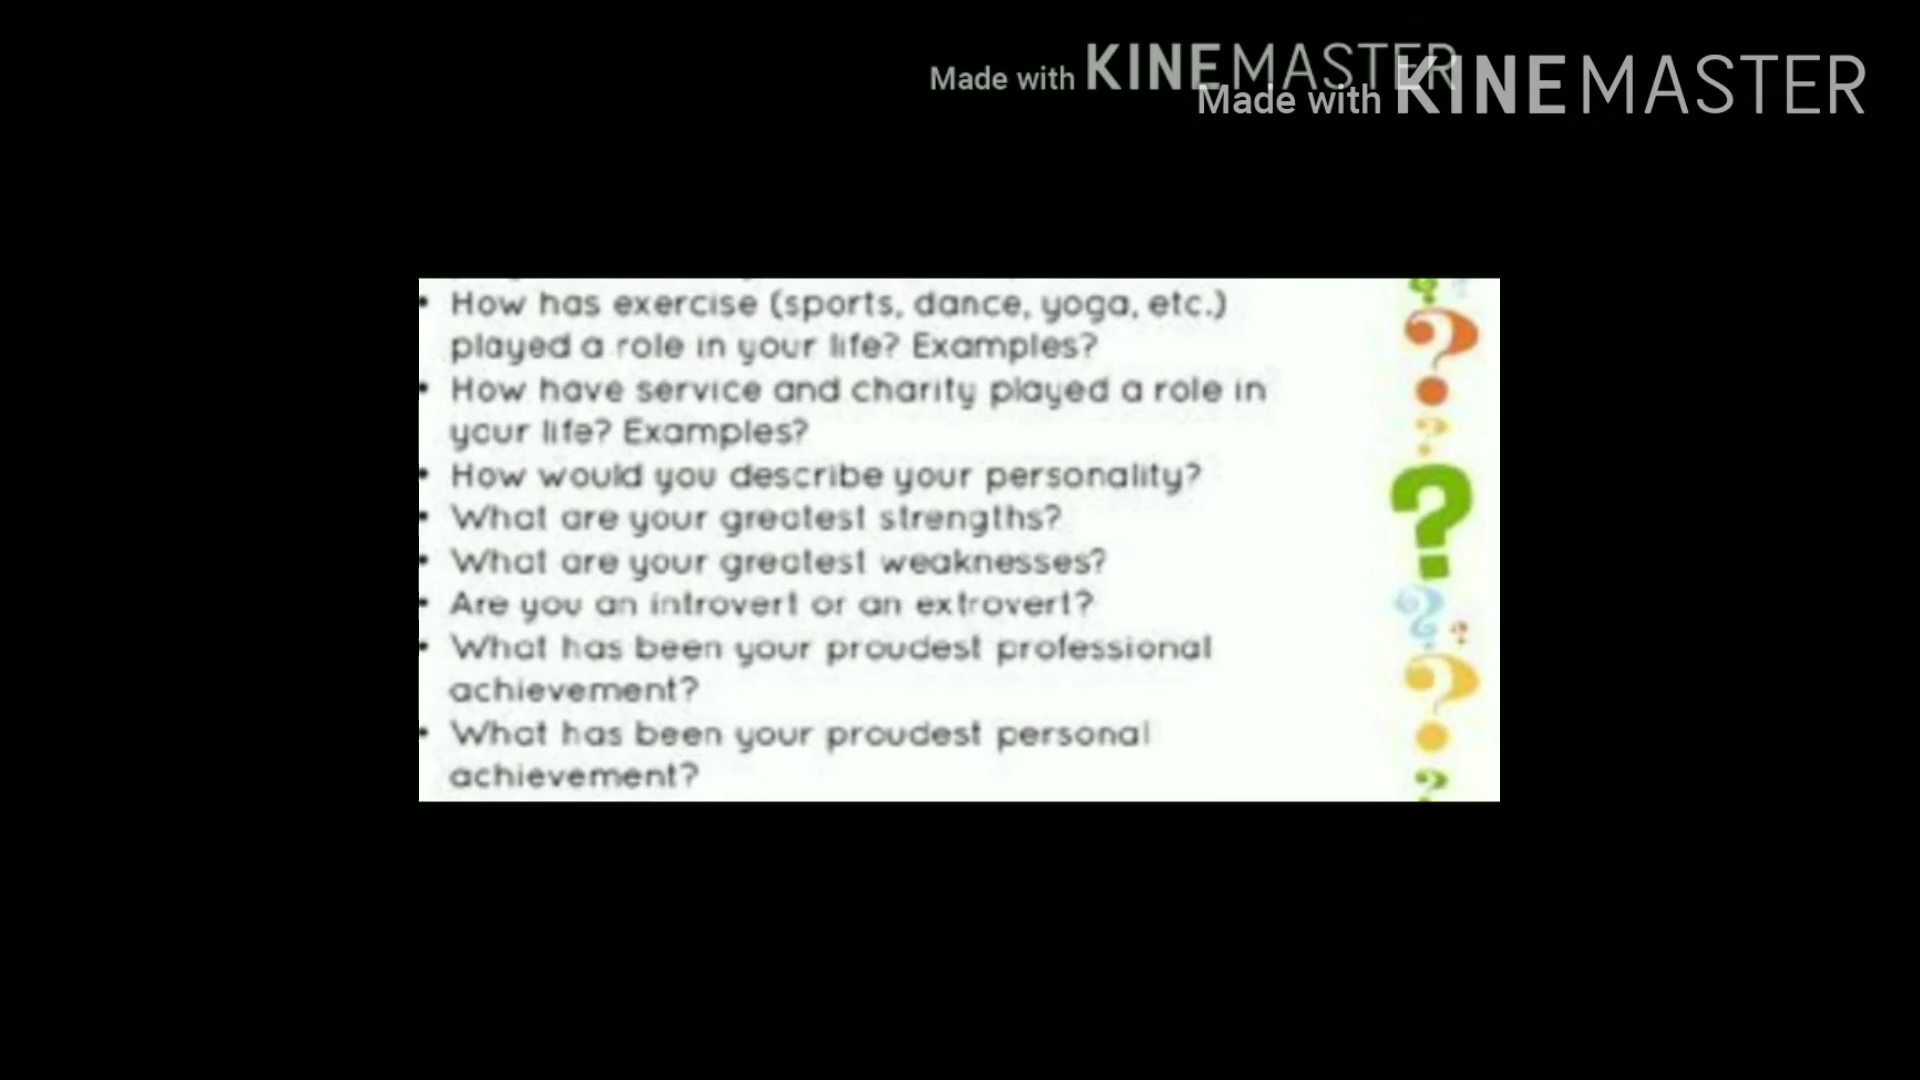 Made with KINEMASTER
Made with KINEMASTER
• How has exercise (sports, dance, yoga, etc.)
played a role in your life? Examples?
• How have service and charity played a role in
your life? Examples?
• How would you describe your personality?
• What are your greatest strengths?
• What are your greatest weaknesses?
• Are you an introvert or an extrovert?
• What has been your proudest professional
achievement?
• What has been your proudest personal
achievement?